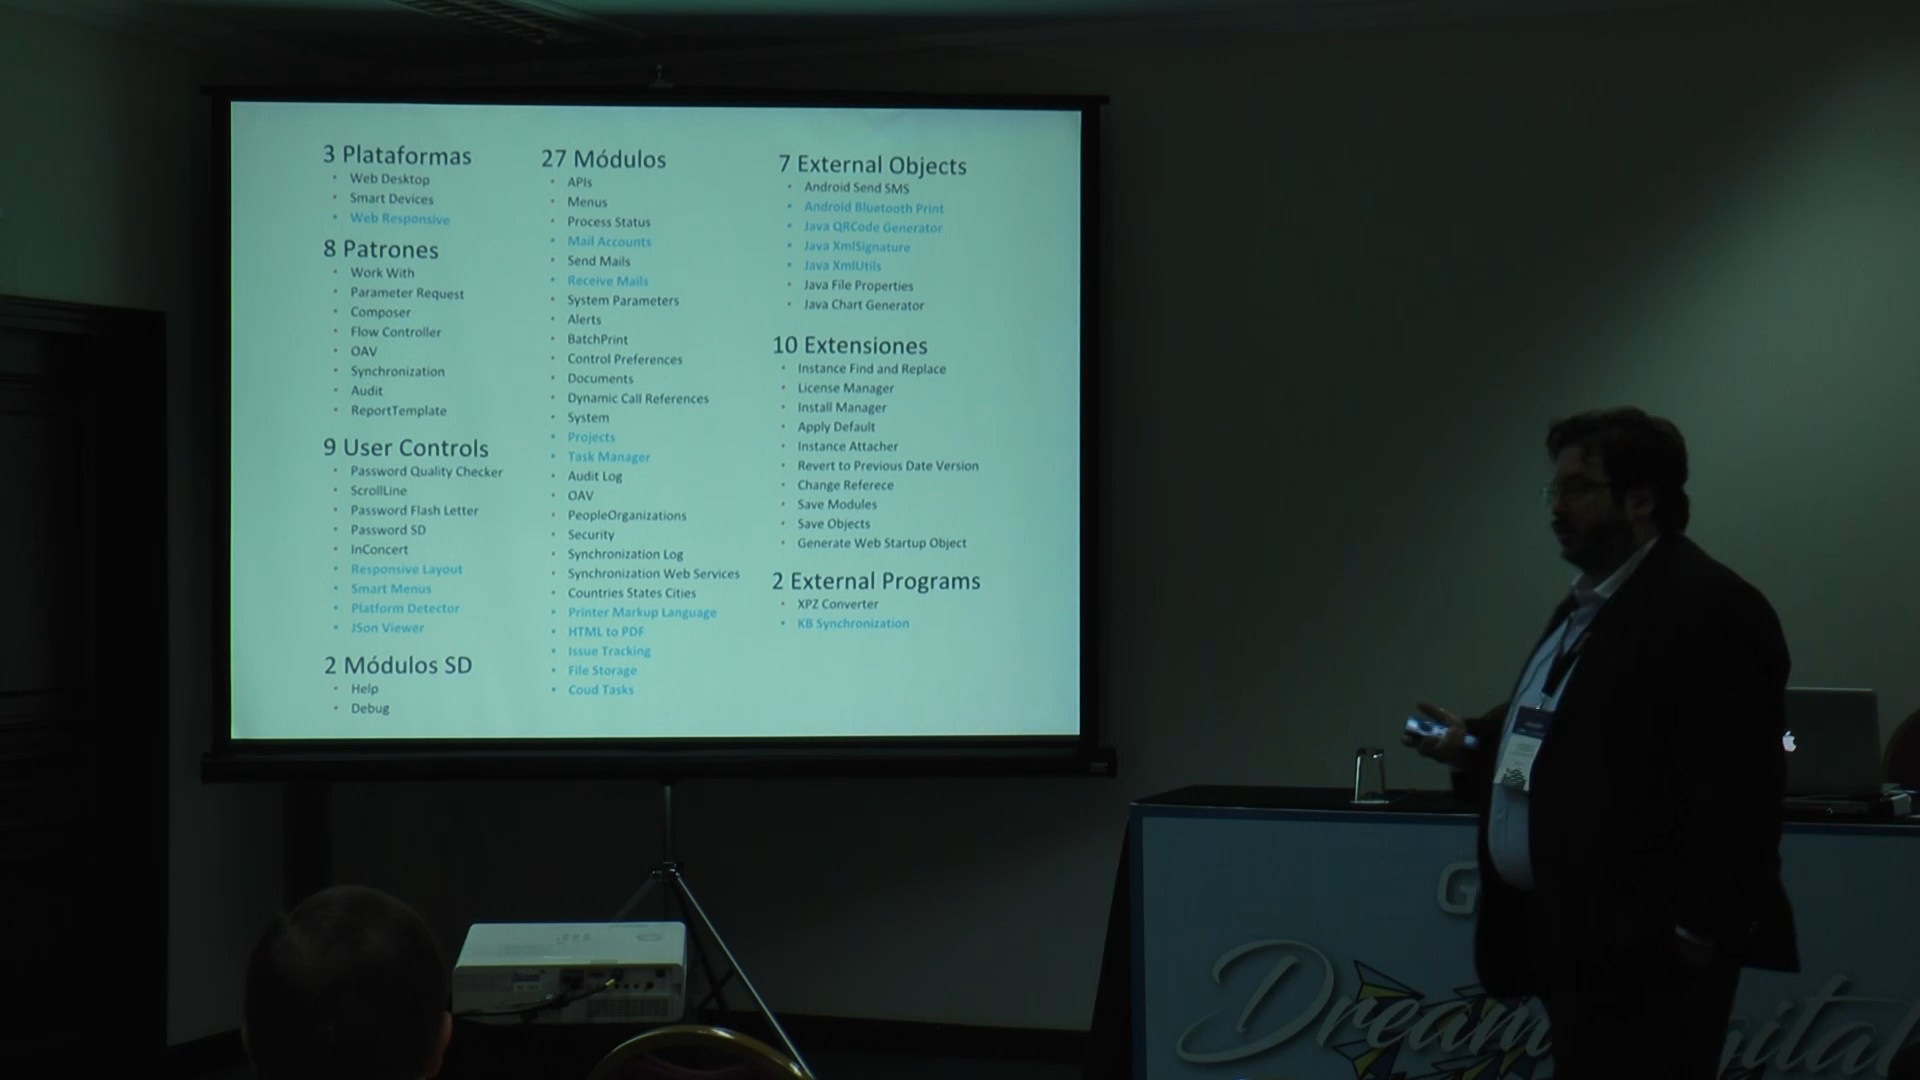 3 Plataformas
Web Desktop
Smart Devices
Web Responsive
8 Patrones
Work With
Parameter Request
Composer
Flow Controller
OAV
Synchronization
Audit
ReportTemplate
9 User Controls
Password Quality Checker
ScrollLine
Password Flash Letter
Password SD
InConcert
Responsive Layout
Smart Menus
Platform Detector
JSon Viewer
2 Módulos SD
Help
Debug
27 Módulos
APIs
Menus
Process Status
Mail Accounts
Send Mails
Receive Mails
System Parameters
Alerts
BatchPrint
Control Preferences
Documents
Dynamic Call References
System
Projects
Task Manager
Audit Log
OAV
PeopleOrganizations
Security
Synchronization Log
Synchronization Web Services
Countries States Cities
Printer Markup Language
HTML to PDF
Issue Tracking
File Storage
Coud Tasks
7 External Objects
Android Send SMS
Android Bluetooth Print
Java QRCode Generator
Java XmlSignature
Java XmlUtils
Java File Properties
Java Chart Generator
10 Extensiones
Instance Find and Replace
License Manager
Install Manager
Apply Default
Instance Attacher
Revert to Previous Date Version
Change Referece
Save Modules
Save Objects
Generate Web Startup Object
2 External Programs
XPZ Converter
KB Synchronization
G
Dream ital